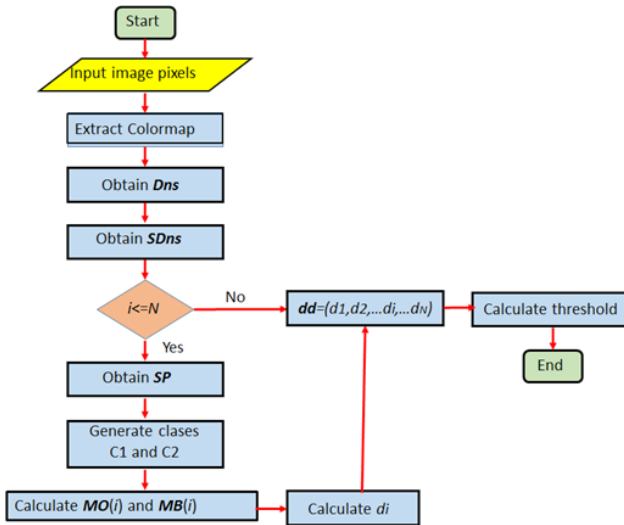 Start
Input image pixels
Extract Colormap
Obtain Dns
Obtain SDns
i<=N
No
dd=(d1,d2,...di,...dN)
Calculate threshold
Yes
End
Obtain SP
Generate clases
C1 and C2
Calculate MO(i) and MB(i)
Calculate di